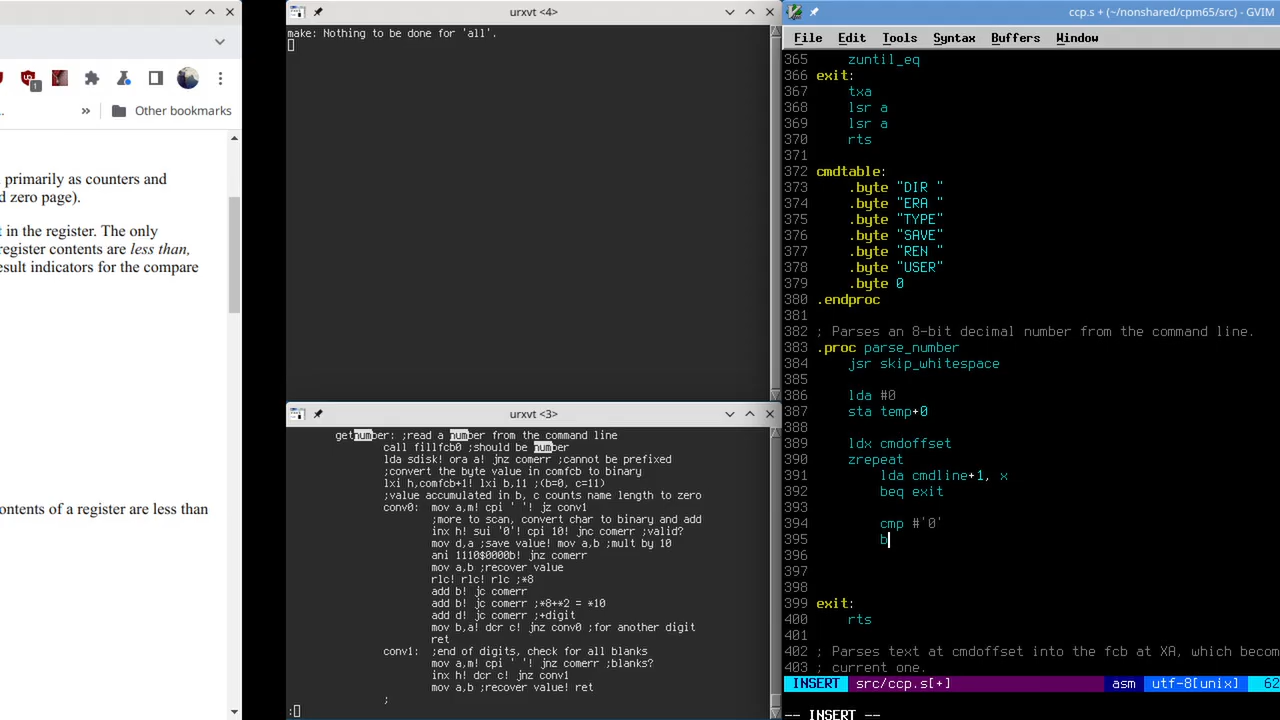 Other bookmarks
primarily as counters and
d zero page).
t in the register. The only
register contents are less than,
esult indicators for the compare
ontents of a register are less than
urxvt <4>
make: Nothing to be done for 'all'.
urxvt <3>
getnumber: ;read a number from the command line
call fillfcb0 ;should be number
lda sdisk! ora a! jnz comerr ;cannot be prefixed
;convert the byte value in comfcb to binary
lxi h,comfcb+1! lxi b,11 ;(b=0, c=11)
;value accumulated in b, c counts name length to zero
conv0: mov a,m! cpi ' '! jz conv1
;more to scan, convert char to binary and add
inx h! sui '0'! cpi 10! jnc comerr ;valid?
mov d,a ;save value! mov a,b ;mult by 10
ani 1110$0000b! jnz comerr
mov a,b ;recover value
rlc! rlc! rlc ;*8
add b! jc comerr
add b! jc comerr ;*8+*2 = *10
add d! jc comerr ;+digit
mov b,a! dcr c! jnz conv0 ;for another digit
ret
conv1: ;end of digits, check for all blanks
mov a,m! cpi ' '! jnz comerr ;blanks?
inx h! dcr c! jnz conv1
mov a,b ;recover value! ret
;
:
ccp.s + (~/nonshared/cpm65/src) - GVIM
File Edit Tools Syntax Buffers Window
365 zuntil_eq
366 exit:
367 txa
368 lsr a
369 lsr a
370 rts
371
372 cmdtable:
373 .byte "DIR "
374 .byte "ERA "
375 .byte "TYPE"
376 .byte "SAVE"
377 .byte "REN "
378 .byte "USER"
379 .byte 0
380 .endproc
381
382 ; Parses an 8-bit decimal number from the command line.
383 .proc parse_number
384 jsr skip_whitespace
385
386 lda #0
387 sta temp+0
388
389 ldx cmdoffset
390 zrepeat
391 lda cmdline+1, x
392 beq exit
393
394 cmp #'0'
395 b
396
397
398
399 exit:
400 rts
401
402 ; Parses text at cmdoffset into the fcb at XA, which becom
403 ; current one.
INSERT src/ccp.s[+] asm utf-8[unix] 62
-- INSERT --